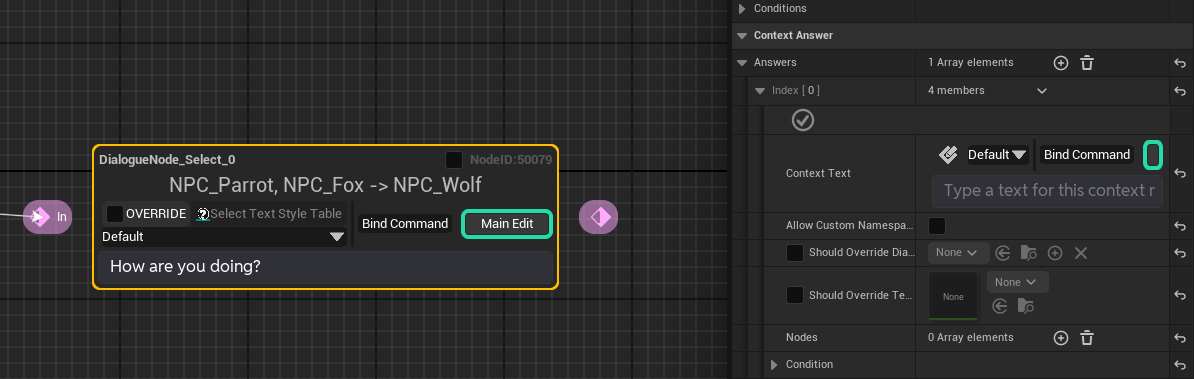 DialogueNode_Select_0
NodeID:50079
NPC_Parrot, NPC_Fox -> NPC_Wolf
In
OVERRIDE
Select Text Style Table
Default
Bind Command
Main Edit
How are you doing?
Conditions
Context Answer
Answers
1 Array elements
Index [ 0 ]
4 members
Context Text
Default
Bind Command
Type a text for this context r
Allow Custom Namespa...
Should Override Dia...
None
Should Override Te...
None
None
Nodes
0 Array elements
Condition